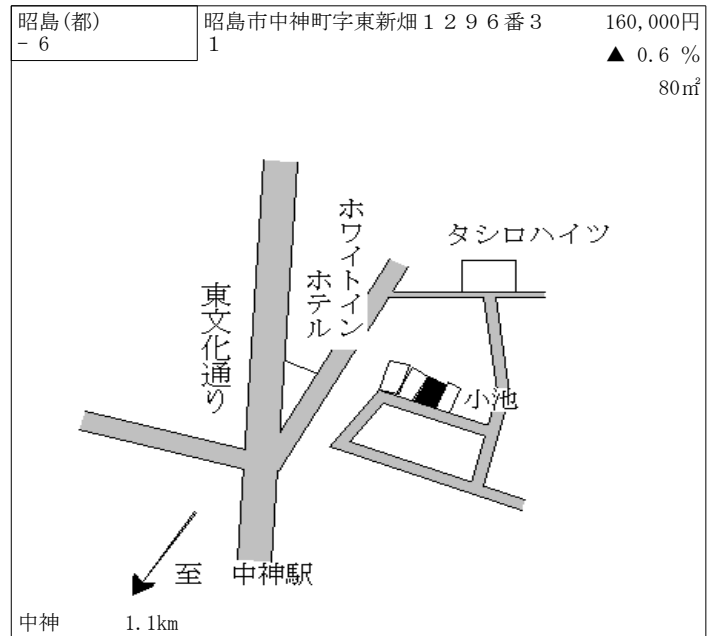 昭島(都)
- 6
昭島市中神町字東新畑１２９６番３
１
160,000円
▲ 0.6 %
80㎡
ホワイトイン
ホテル
タシロハイツ
東文化通り
小池
至 中神駅
中神 1.1km